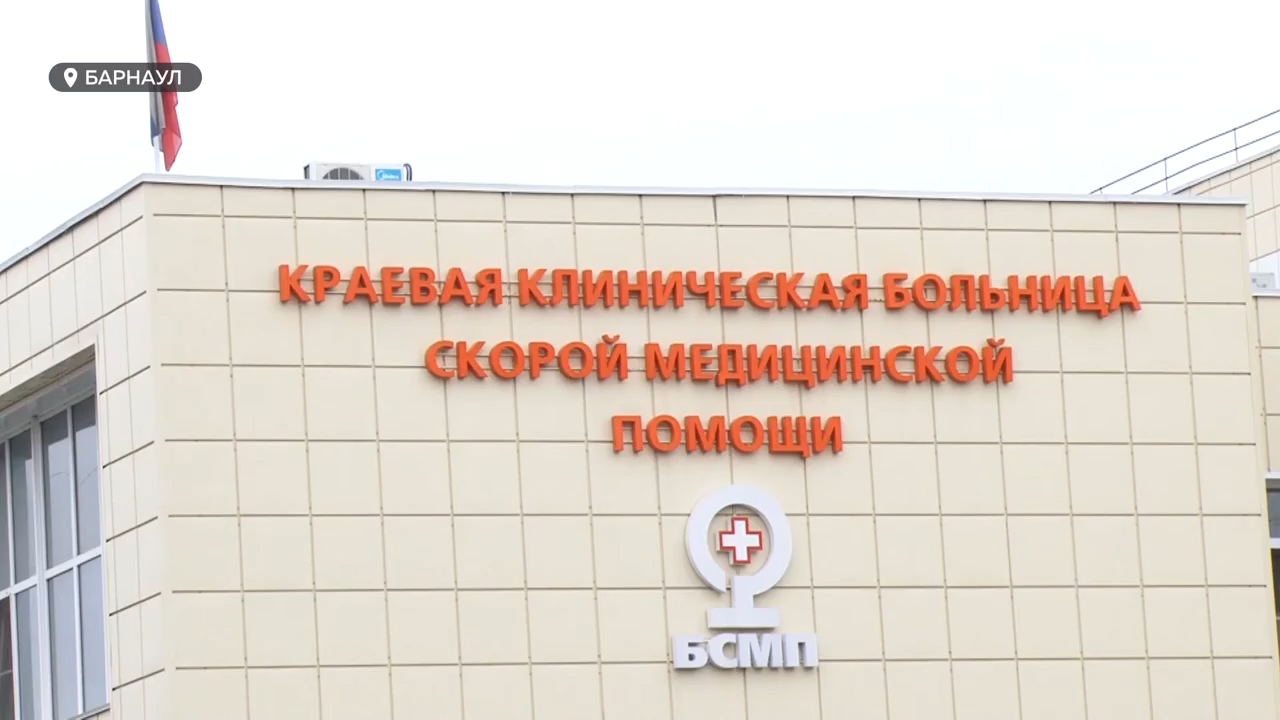 БАРНАУЛ
КРАЕВАЯ КЛИНИЧЕСКАЯ БОЛЬНИЦА
СКОРОЙ МЕДИЦИНСКОЙ
ПОМОЩИ
БСМП